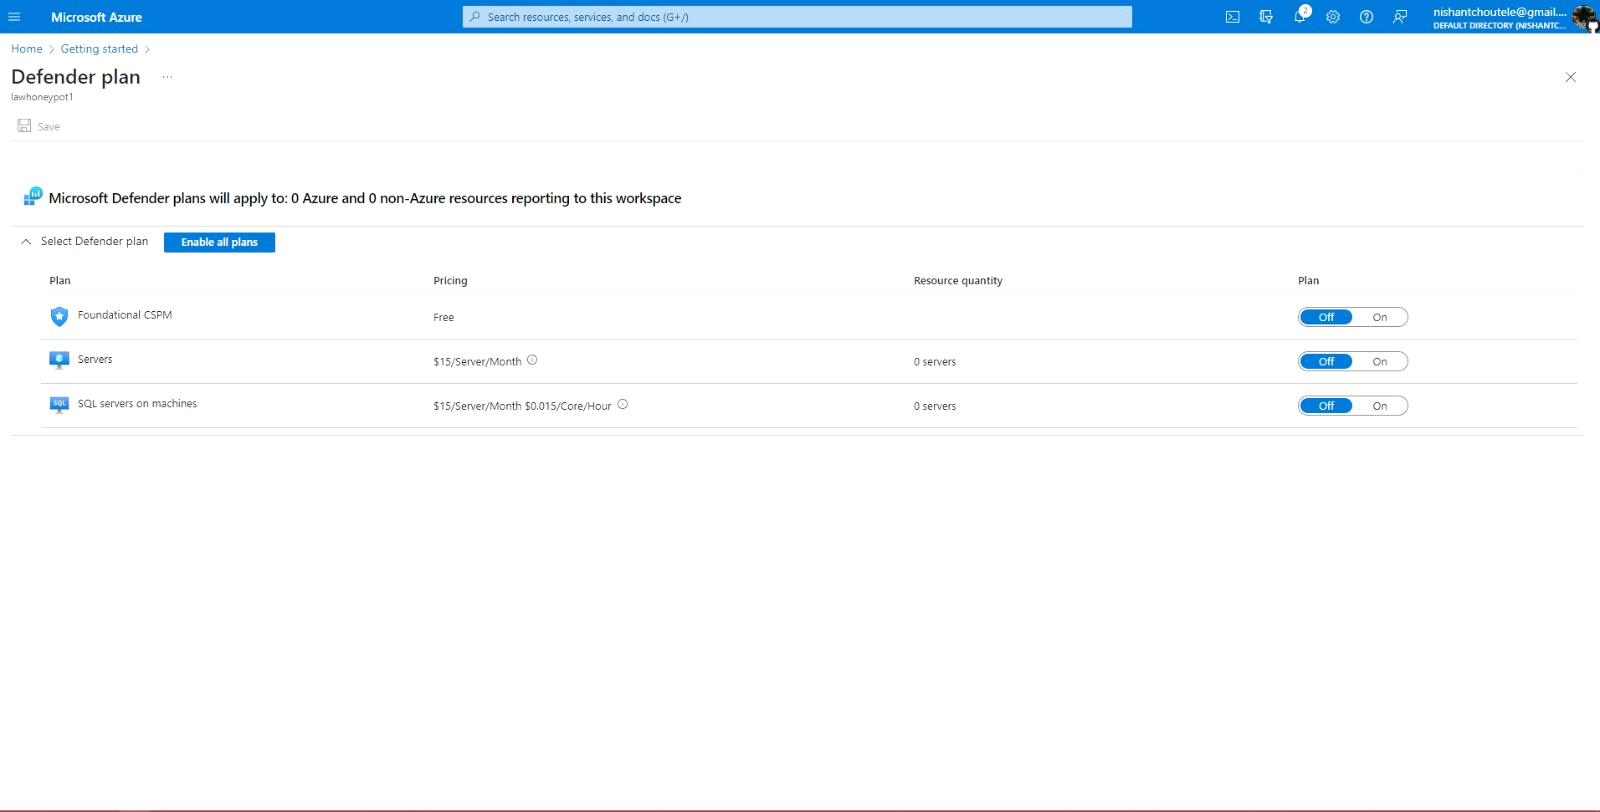 Microsoft Azure
Search resources, services, and docs (G+/)
2
nishantchoutele@gmail....
DEFAULT DIRECTORY (NISHANTC...
Home > Getting started >
Defender plan ...
lawhoneypot1
Save
Microsoft Defender plans will apply to: 0 Azure and 0 non-Azure resources reporting to this workspace
Select Defender plan Enable all plans
Plan Pricing Resource quantity Plan
Foundational CSPM Free Off On
Servers $15/Server/Month 0 servers Off On
SQL SQL servers on machines $15/Server/Month $0.015/Core/Hour 0 servers Off On